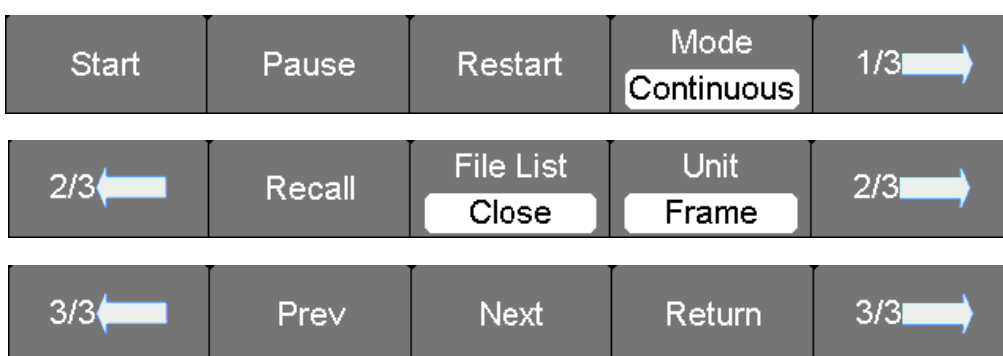 Start Pause Restart Mode Continuous 1/3
2/3 Recall File List Close Unit Frame 2/3
3/3 Prev Next Return 3/3